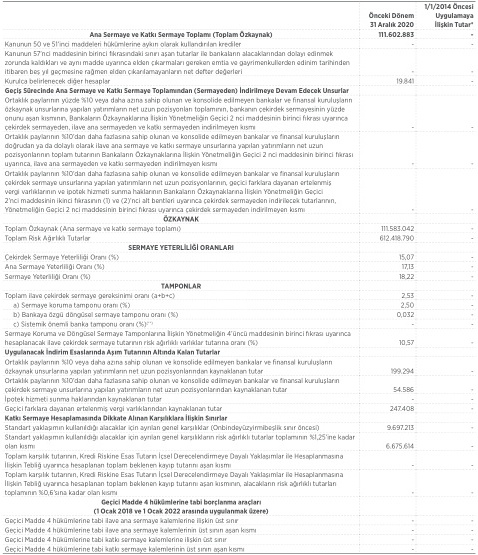 1/1/2014 Öncesi
Önceki Dönem Uygulamaya
31 Aralık 2020 İlişkin Tutar*
Ana Sermaye ve Katkı Sermaye Toplamı (Toplam Özkaynak) 111.602.883 -
Kanunun 50 ve 51'inci maddeleri hükümlerine aykırı olarak kullandırılan krediler - -
Kanunun 57'nci maddesinin birinci fıkrasındaki sınırı aşan tutarlar ile bankaların alacaklarından dolayı edinmek
zorunda kaldıkları ve aynı madde uyarınca elden çıkarmaları gereken emtia ve gayrimenkullerden edinim tarihinden
itibaren beş yıl geçmesine rağmen elden çıkarılamayanların net defter değerleri - -
Kurulca belirlenecek diğer hesaplar 19.841 -
Geçiş Sürecinde Ana Sermaye ve Katkı Sermaye Toplamından (Sermayeden) İndirilmeye Devam Edecek Unsurlar
Ortaklık paylarının yüzde 10 veya daha azına sahip olunan ve konsolide edilmeyen bankalar ve finansal kuruluşların
özkaynak unsurlarına yapılan yatırımların net uzun pozisyonları toplamının, bankanın çekirdek sermayesinin yüzde
onunu aşan kısmının, Bankaların Özkaynaklarına İlişkin Yönetmeliğin Geçici 2 nci maddesinin birinci fıkrası uyarınca
çekirdek sermayeden, ilave ana sermayeden ve katkı sermayeden indirilmeyen kısmı - -
Ortaklık paylarının %10'dan daha fazlasına sahip olunan ve konsolide edilmeyen bankalar ve finansal kuruluşların
doğrudan ya da dolaylı olarak ilave ana sermaye ve katkı sermaye unsurlarına yapılan yatırımların net uzun
pozisyonlarının toplam tutarının Bankaların Özkaynaklarına İlişkin Yönetmeliğin Geçici 2 nci maddesinin birinci fıkrası
uyarınca, ilave ana sermayeden ve katkı sermayeden indirilmeyen kısmı - -
Ortaklık paylarının %10'dan daha fazlasına sahip olunan ve konsolide edilmeyen bankalar ve finansal kuruluşların
çekirdek sermaye unsurlarına yapılan yatırımların net uzun pozisyonlarının, geçici farklara dayanan ertelenmiş
vergi varlıklarının ve ipotek hizmeti sunma haklarının Bankaların Özkaynaklarına İlişkin Yönetmeliğin Geçici
2'nci maddesinin ikinci fıkrasının (1) ve (2)'nci alt bentleri uyarınca çekirdek sermayeden indirilecek tutarlarının,
Yönetmeliğin Geçici 2 nci maddesinin birinci fıkrası uyarınca çekirdek sermayeden indirilmeyen kısmı - -
ÖZKAYNAK
Toplam Özkaynak (Ana sermaye ve katkı sermaye toplamı) 111.583.042 -
Toplam Risk Ağırlıklı Tutarlar 612.418.790 -
SERMAYE YETERLİLİĞİ ORANLARI
Çekirdek Sermaye Yeterliliği Oranı (%) 15,07 -
Ana Sermaye Yeterliliği Oranı (%) 17,13 -
Sermaye Yeterliliği Oranı (%) 18,22 -
TAMPONLAR
Toplam ilave çekirdek sermaye gereksinimi oranı (a+b+c) 2,53 -
a) Sermaye koruma tamponu oranı (%) 2,50 -
b) Bankaya özgü döngüsel sermaye tamponu oranı (%) 0,032 -
c) Sistemik önemli banka tamponu oranı (%)(**) - -
Sermaye Koruma ve Döngüsel Sermaye Tamponlarına İlişkin Yönetmeliğin 4'üncü maddesinin birinci fıkrası uyarınca
hesaplanacak ilave çekirdek sermaye tutarının risk ağırlıklı varlıklar tutarına oranı (%) 10,57 -
Uygulanacak İndirim Esaslarında Aşım Tutarının Altında Kalan Tutarlar
Ortaklık paylarının %10 veya daha azına sahip olunan ve konsolide edilmeyen bankalar ve finansal kuruluşların
özkaynak unsurlarına yapılan yatırımların net uzun pozisyonlarından kaynaklanan tutar 199.294 -
Ortaklık paylarının %10'dan daha fazlasına sahip olunan ve konsolide edilmeyen bankalar ve finansal kuruluşların
çekirdek sermaye unsurlarına yapılan yatırımların net uzun pozisyonlarından kaynaklanan tutar 54.586 -
İpotek hizmeti sunma haklarından kaynaklanan tutar - -
Geçici farklara dayanan ertelenmiş vergi varlıklarından kaynaklanan tutar 247.408 -
Katkı Sermaye Hesaplamasında Dikkate Alınan Karşılıklara İlişkin Sınırlar
Standart yaklaşımın kullanıldığı alacaklar için ayrılan genel karşılıklar (Onbindeyüzyirmibeşlik sınır öncesi) 9.697.213 -
Standart yaklaşımın kullanıldığı alacaklar için ayrılan genel karşılıkların risk ağırlıklı tutarlar toplamının %1,25'ine kadar
olan kısmı 6.675.614 -
Toplam karşılık tutarının, Kredi Riskine Esas Tutarın İçsel Derecelendirmeye Dayalı Yaklaşımlar ile Hesaplanmasına
İlişkin Tebliğ uyarınca hesaplanan toplam beklenen kayıp tutarını aşan kısmı - -
Toplam karşılık tutarının, Kredi Riskine Esas Tutarın İçsel Derecelendirmeye Dayalı Yaklaşımlar ile Hesaplanmasına
İlişkin Tebliğ uyarınca hesaplanan toplam beklenen kayıp tutarını aşan kısmının, alacakların risk ağırlıklı tutarları
toplamının %0,6'sına kadar olan kısmı - -
Geçici Madde 4 hükümlerine tabi borçlanma araçları
(1 Ocak 2018 ve 1 Ocak 2022 arasında uygulanmak üzere)
Geçici Madde 4 hükümlerine tabi ilave ana sermaye kalemlerine ilişkin üst sınır - -
Geçici Madde 4 hükümlerine tabi ilave ana sermaye kalemlerinin üst sınırı aşan kısmı - -
Geçici Madde 4 hükümlerine tabi katkı sermaye kalemlerine ilişkin üst sınır - -
Geçici Madde 4 hükümlerine tabi katkı sermaye kalemlerinin üst sınırı aşan kısmı - -